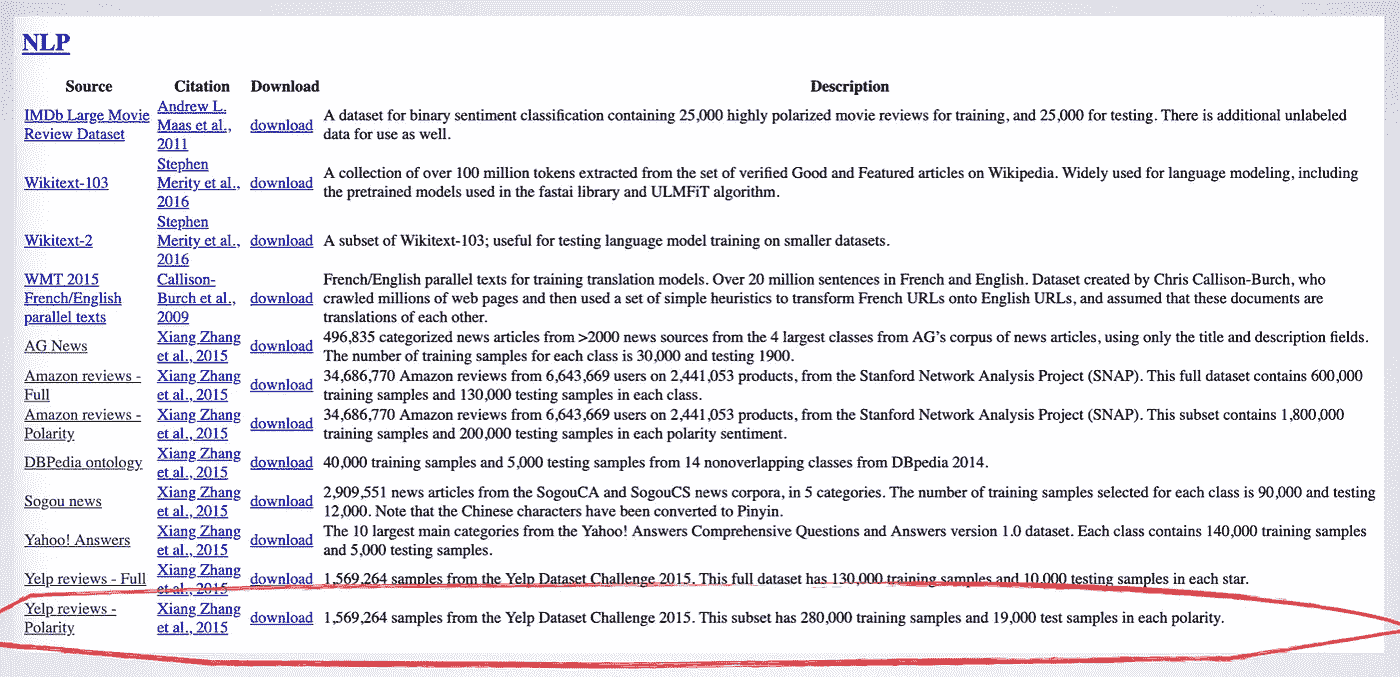 NLP
Source Citation Download Description
IMDb Large Movie Review Dataset Andrew L. Maas et al., 2011 download A dataset for binary sentiment classification containing 25,000 highly polarized movie reviews for training, and 25,000 for testing. There is additional unlabeled
data for use as well.
Wikitext-103 Stephen Merity et al., 2016 download A collection of over 100 million tokens extracted from the set of verified Good and Featured articles on Wikipedia. Widely used for language modeling, including
the pretrained models used in the fastai library and ULMFiT algorithm.
Wikitext-2 Stephen Merity et al., 2016 download A subset of Wikitext-103; useful for testing language model training on smaller datasets.
WMT 2015 French/English parallel texts Callison-Burch et al., 2009 download French/English parallel texts for training translation models. Over 20 million sentences in French and English. Dataset created by Chris Callison-Burch, who
crawled millions of web pages and then used a set of simple heuristics to transform French URLs onto English URLs, and assumed that these documents are
translations of each other.
AG News Xiang Zhang et al., 2015 download 496,835 categorized news articles from >2000 news sources from the 4 largest classes from AG's corpus of news articles, using only the title and description fields.
The number of training samples for each class is 30,000 and testing 1900.
Amazon reviews - Full Xiang Zhang et al., 2015 download 34,686,770 Amazon reviews from 6,643,669 users on 2,441,053 products, from the Stanford Network Analysis Project (SNAP). This full dataset contains 600,000
training samples and 130,000 testing samples in each class.
Amazon reviews - Polarity Xiang Zhang et al., 2015 download 34,686,770 Amazon reviews from 6,643,669 users on 2,441,053 products, from the Stanford Network Analysis Project (SNAP). This subset contains 1,800,000
training samples and 200,000 testing samples in each polarity sentiment.
DBPedia ontology Xiang Zhang et al., 2015 download 40,000 training samples and 5,000 testing samples from 14 nonoverlapping classes from DBpedia 2014.
Sogou news Xiang Zhang et al., 2015 download 2,909,551 news articles from the SogouCA and SogouCS news corpora, in 5 categories. The number of training samples selected for each class is 90,000 and testing
12,000. Note that the Chinese characters have been converted to Pinyin.
Yahoo! Answers Xiang Zhang et al., 2015 download The 10 largest main categories from the Yahoo! Answers Comprehensive Questions and Answers version 1.0 dataset. Each class contains 140,000 training samples
and 5,000 testing samples.
Yelp reviews - Full Xiang Zhang et al., 2015 download 1,569,264 samples from the Yelp Dataset Challenge 2015. This full dataset has 130,000 training samples and 10,000 testing samples in each star.
Yelp reviews - Polarity Xiang Zhang et al., 2015 download 1,569,264 samples from the Yelp Dataset Challenge 2015. This subset has 280,000 training samples and 19,000 test samples in each polarity.